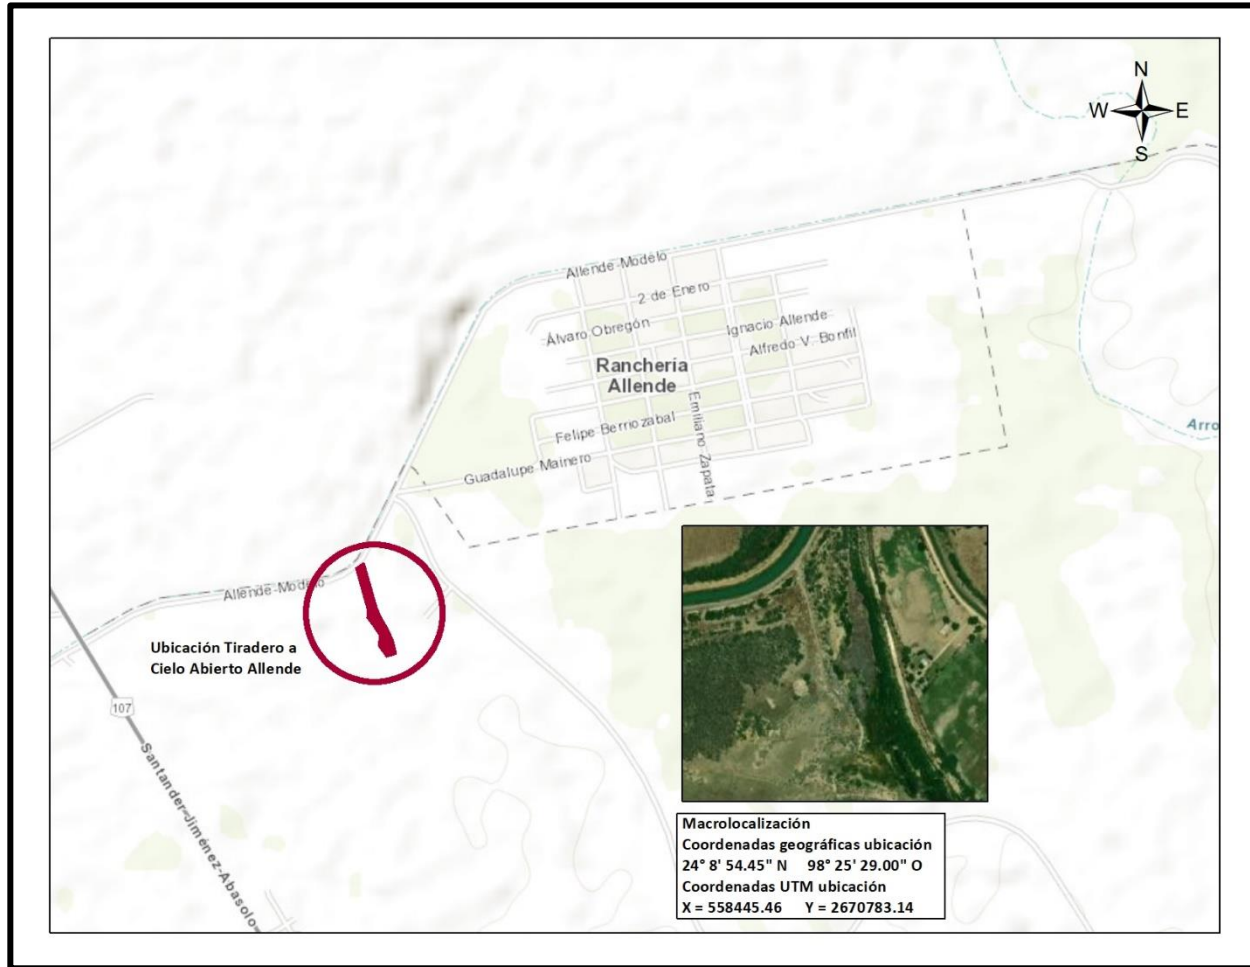 N
W E
S
Allende-Modelo
2 de Enero
Álvaro Obregón
Ignacio Allende
Alfredo V. Bonfil
Ranchería
Allende
Emiliano Zapata
Felipe Berriozabal
Guadalupe Mainero
Arro
Allende-Modelo
Ubicación Tiradero a
Cielo Abierto Allende
107
Santander-Jiménez-Abasolo
Macrolocalización
Coordenadas geográficas ubicación
24° 8' 54.45" N 98° 25' 29.00" O
Coordenadas UTM ubicación
X = 558445.46 Y = 2670783.14